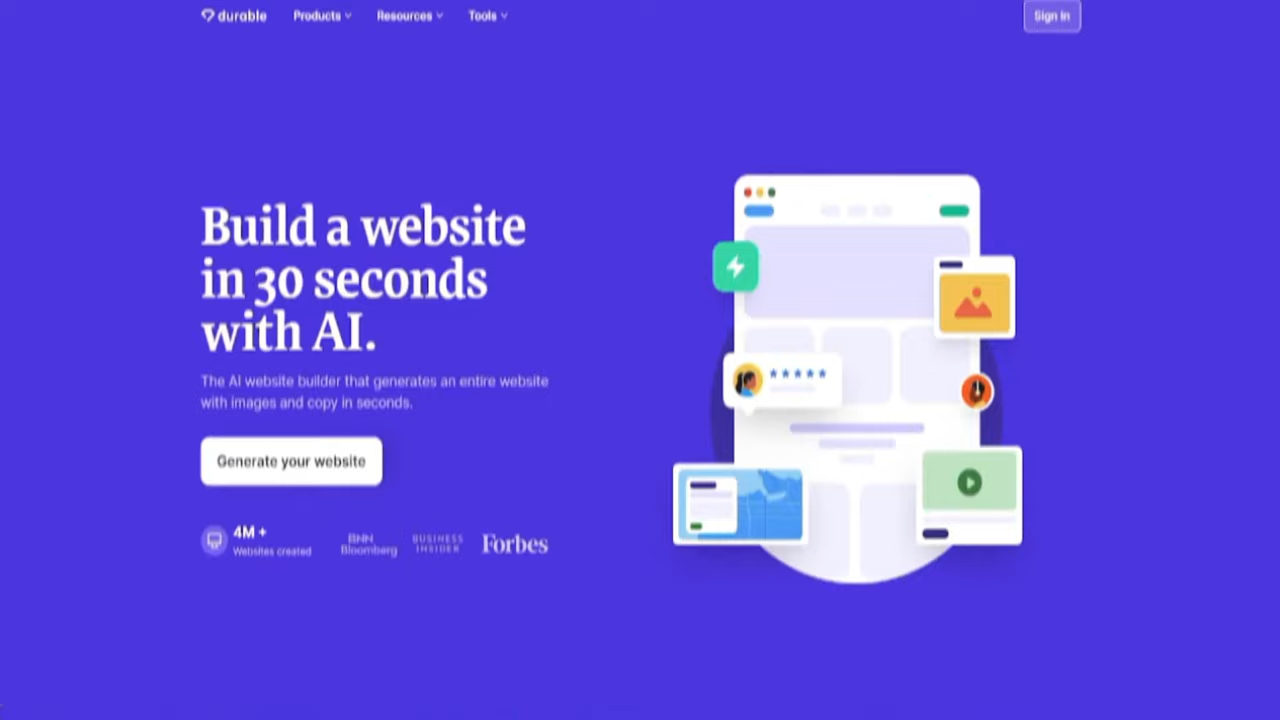 durable
Products
Resources
Tools
Sign in
Build a website
in 30 seconds
with AI.
The AI website builder that generates an entire website
with images and copy in seconds.
Generate your website
4M +
Websites created
BNN
Bloomberg
BUSINESS
INSIDER
Forbes